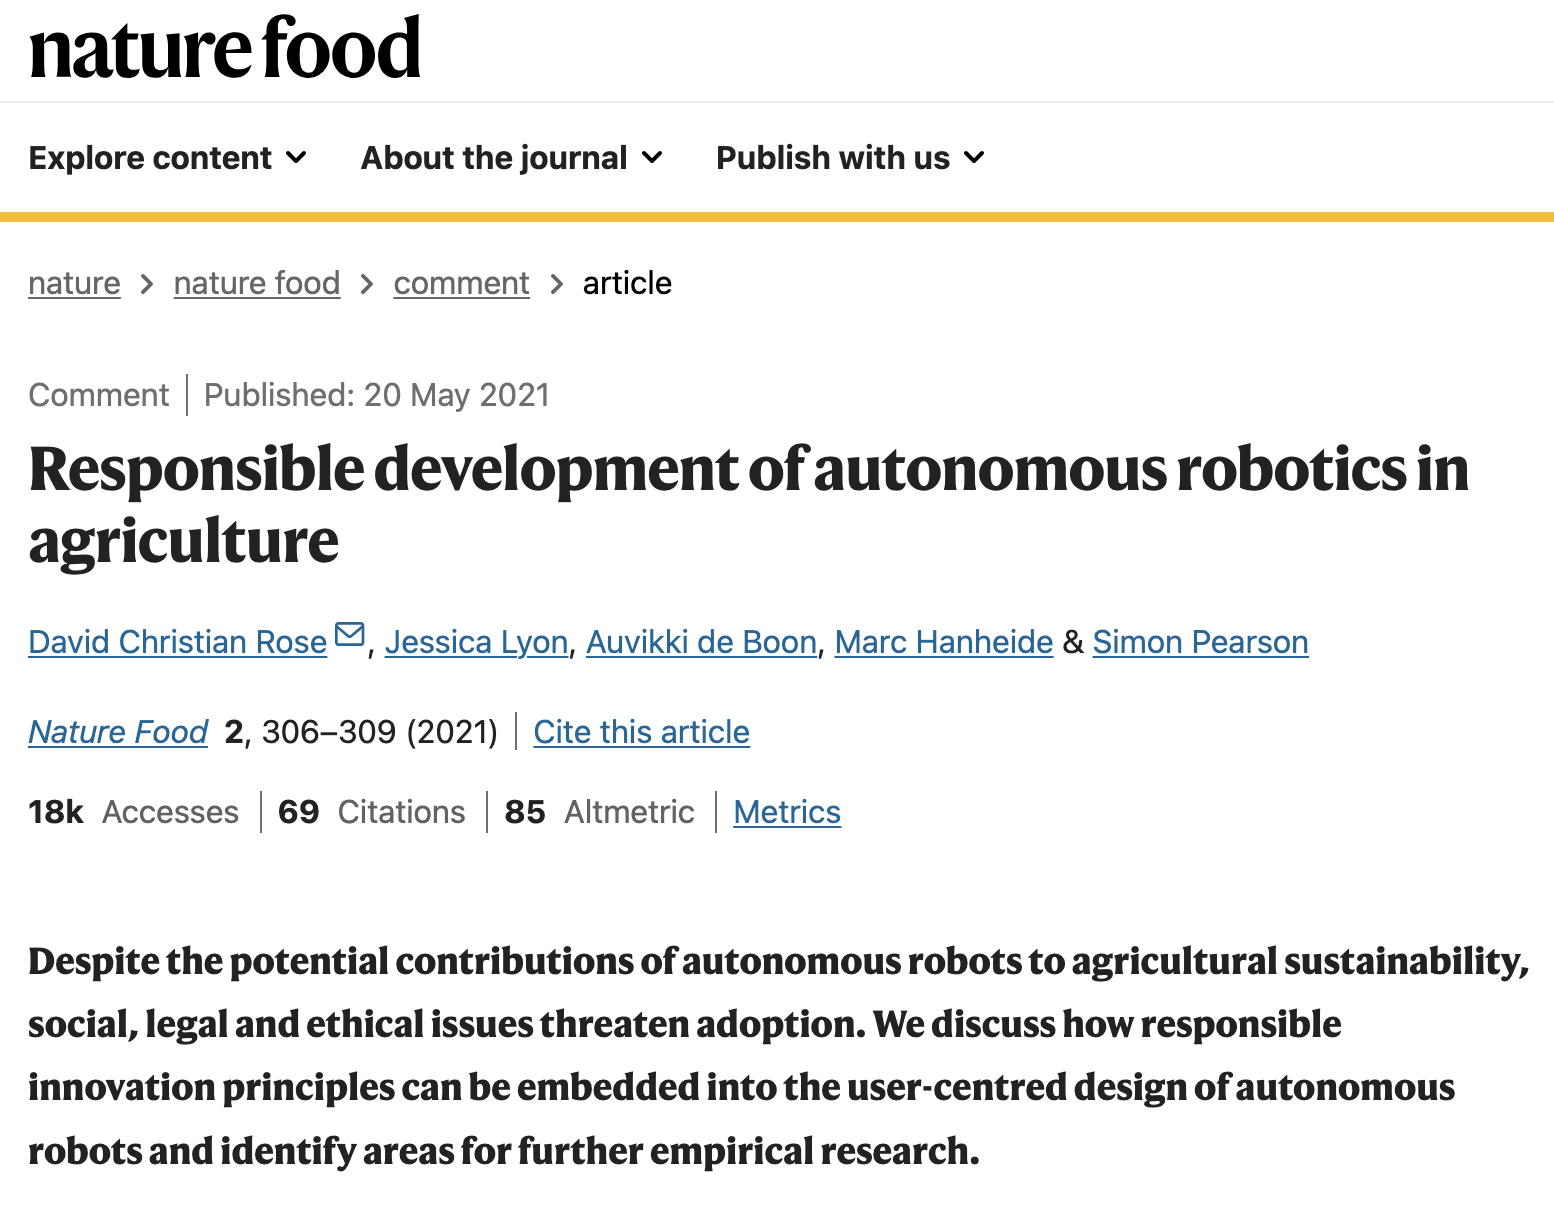 nature food
Explore content About the journal Publish with us
nature > nature food > comment > article
Comment | Published: 20 May 2021
Responsible development of autonomous robotics in
agriculture
David Christian Rose, Jessica Lyon, Auvikki de Boon, Marc Hanheide & Simon Pearson
Nature Food 2, 306–309 (2021) | Cite this article
18k Accesses | 69 Citations | 85 Altmetric | Metrics
Despite the potential contributions of autonomous robots to agricultural sustainability,
social, legal and ethical issues threaten adoption. We discuss how responsible
innovation principles can be embedded into the user-centred design of autonomous
robots and identify areas for further empirical research.